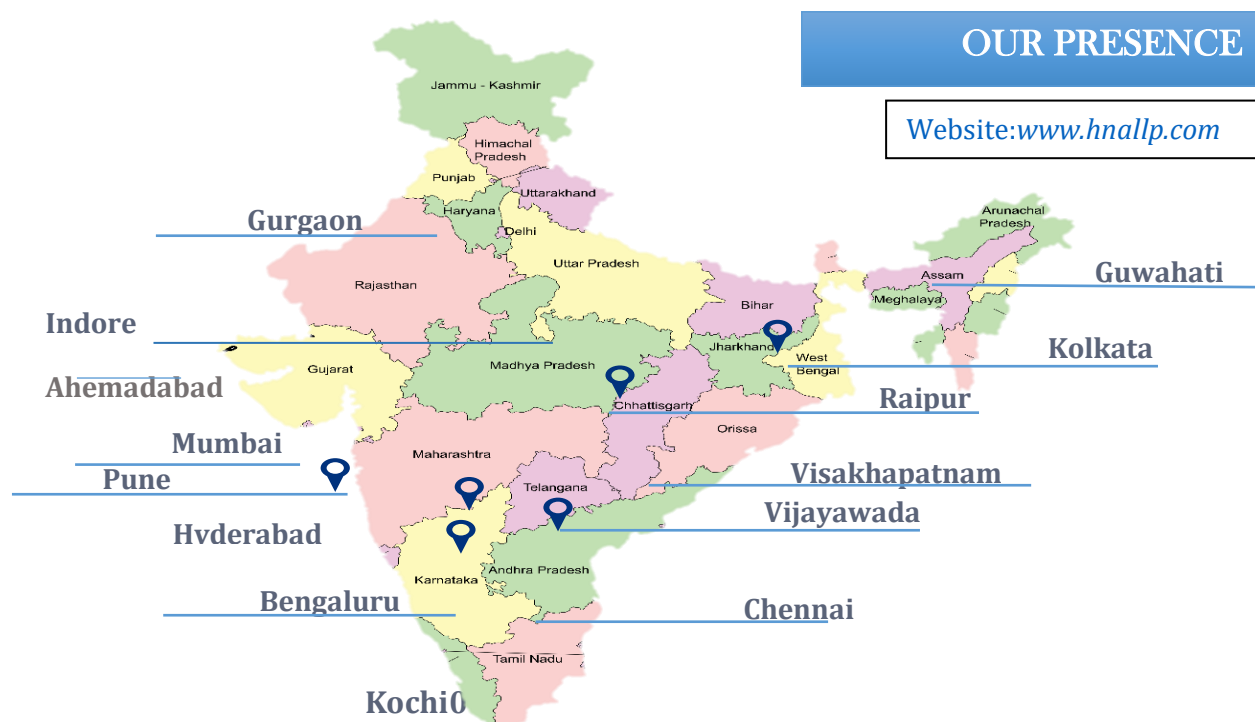 OUR PRESENCE
Website:www.hnallp.com
Jammu - Kashmir
Himachal
Pradesh
Punjab
Uttarakhand
Haryana
Gurgaon
Delhi
Arunachal
Pradesh
Uttar Pradesh
Rajasthan
Assam
Guwahati
Meghalaya
Bihar
Indore
Jharkhand
Kolkata
West
Bengal
Madhya Pradesh
Gujarat
Ahemadabad
Raipur
Chhattisgarh
Orissa
Mumbai
Maharashtra
Pune
Telangana
Visakhapatnam
Vijayawada
Hvderabad
Andhra Pradesh
Karnataka
Bengaluru
Chennai
Tamil Nadu
Kochi0